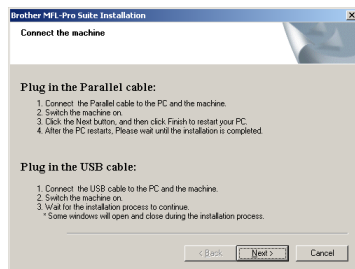 Brother MFL-Pro Suite Installation
Connect the machine
Plug in the Parallel cable:
1. Connect the Parallel cable to the PC and the machine.
2. Switch the machine on.
3. Click the Next button, and then click Finish to restart your PC.
4. After the PC restarts, Please wait until the installation is completed.
Plug in the USB cable:
1. Connect the USB cable to the PC and the machine.
2. Switch the machine on.
3. Wait for the installation process to continue.
* Some windows will open and close during the installation process.
< Back Next > Cancel